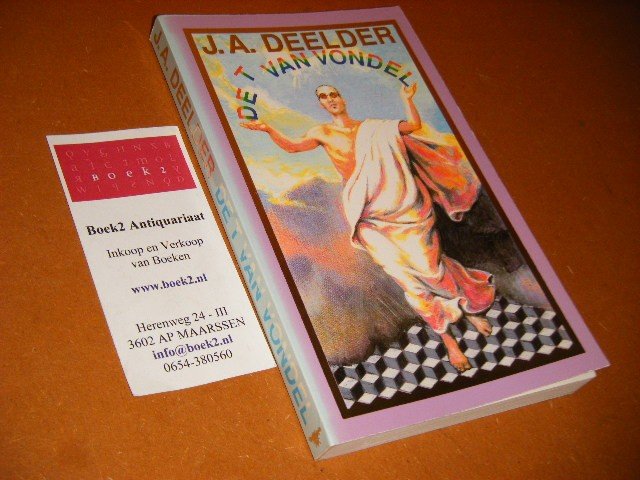 J.A. DEELDER
DE T VAN VONDEL
J.A. DEELDER DE T VAN VONDEL
BOEK2
Boek2 Antiquariaat
Inkoop en Verkoop
van Boeken
www.boek2.nl
Herenweg 24 - III
3602 AP MAARSSEN
info@boek2.nl
0654-380560